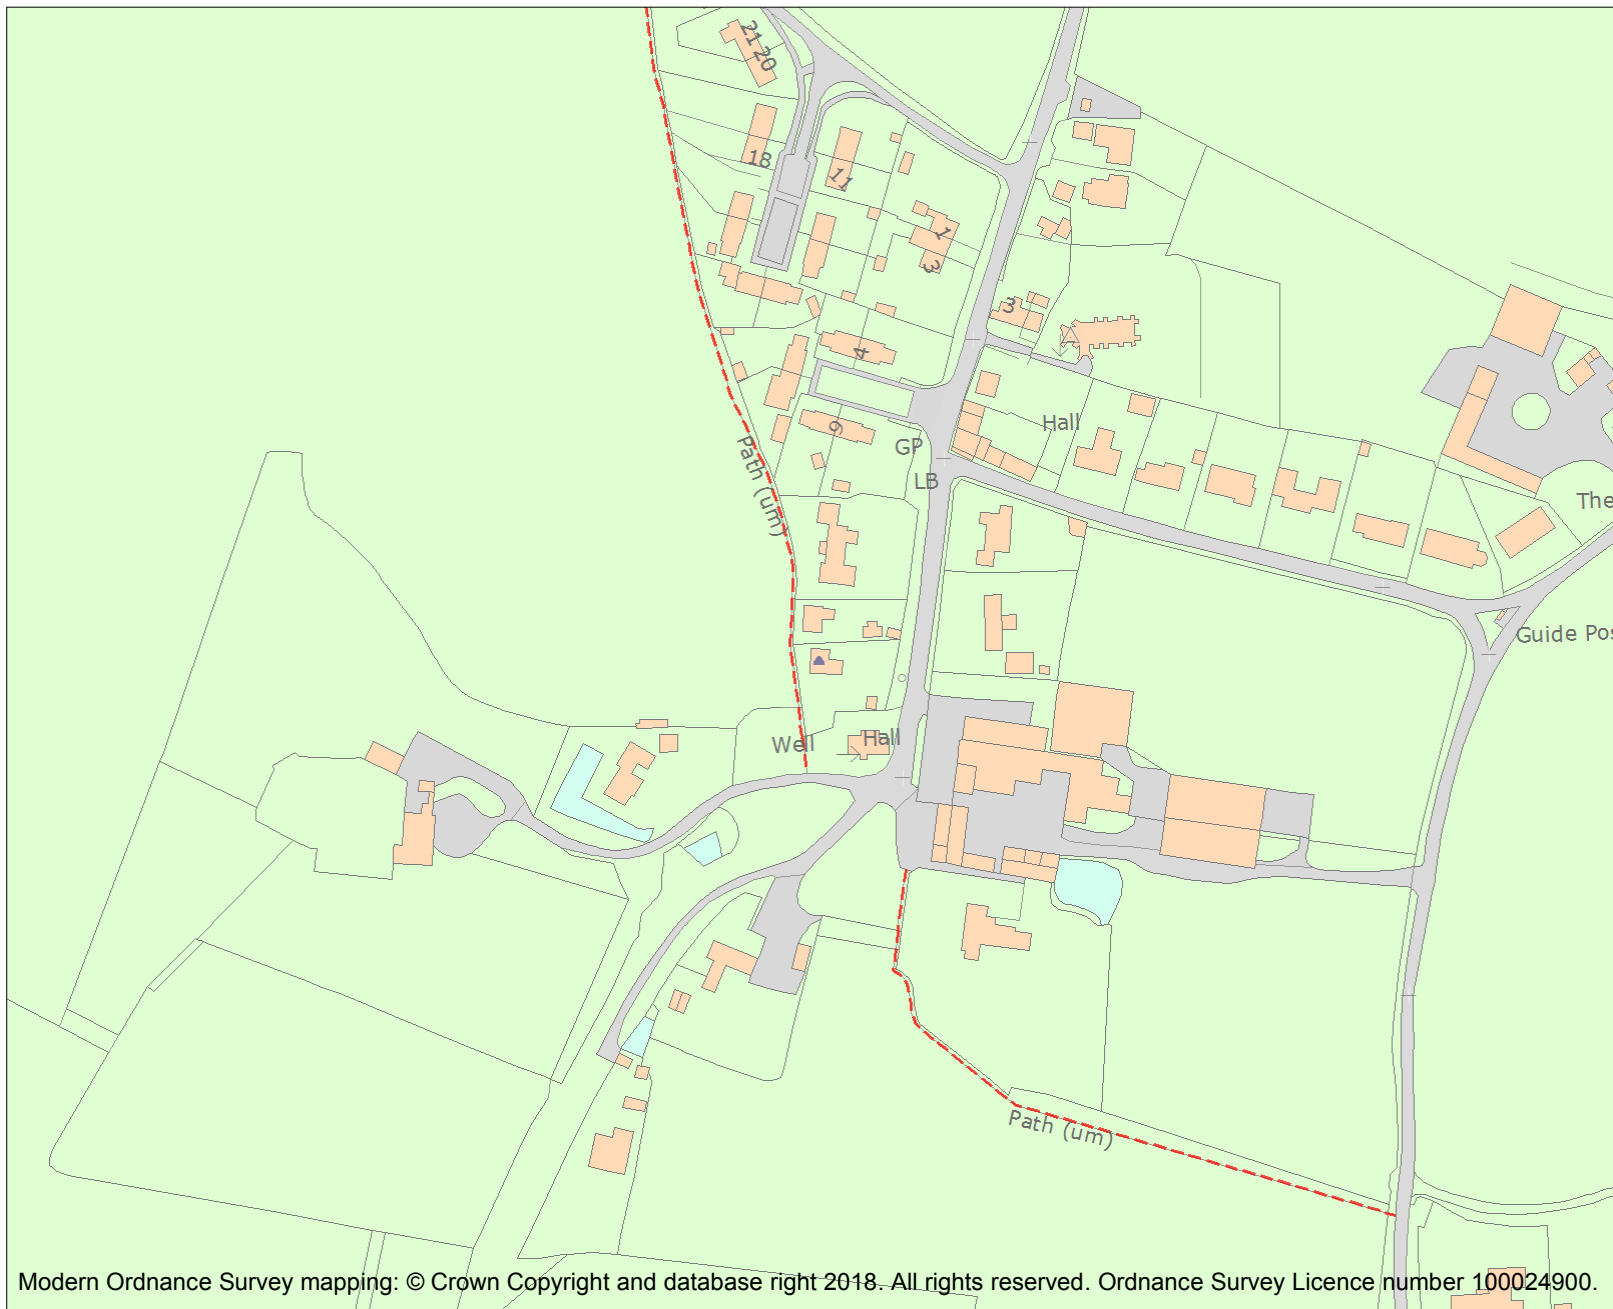 21
20
18
11
1
3
3
4
Hall
9
GP
Path (um)
LB
The
Guide Pos
Well
Hall
Path (um)
Modern Ordnance Survey mapping: © Crown Copyright and database right 2018. All rights reserved. Ordnance Survey Licence number 100024900.